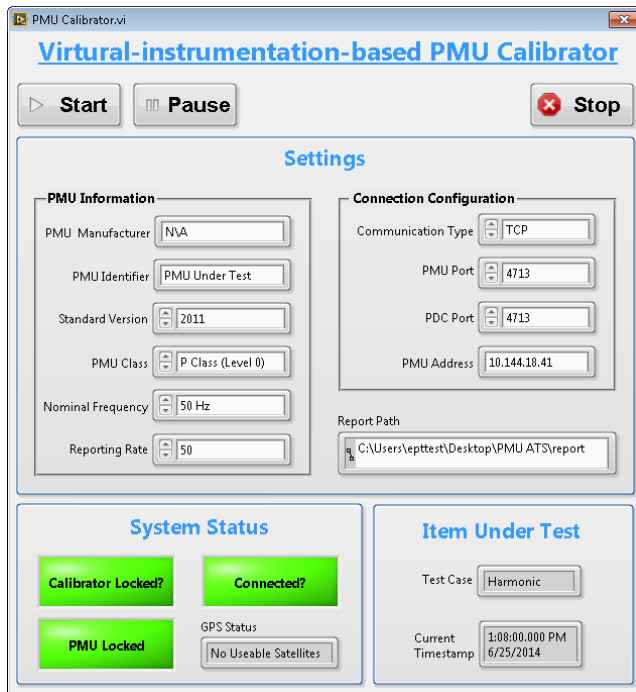 PMU Calibrator.vi
Virtural-instrumentation-based PMU Calibrator
Start
Pause
Stop
Settings
PMU Information
PMU Manufacturer N\A
PMU Identifier PMU Under Test
Standard Version 2011
PMU Class P Class (Level 0)
Nominal Frequency 50 Hz
Reporting Rate 50
Connection Configuration
Communication Type TCP
PMU Port 4713
PDC Port 4713
PMU Address 10.144.18.41
Report Path
C:\Users\epttest\Desktop\PMU ATS\report
System Status
Calibrator Locked?
Connected?
PMU Locked
GPS Status
No Useable Satellites
Item Under Test
Test Case Harmonic
Current
Timestamp
1:08:00.000 PM
6/25/2014